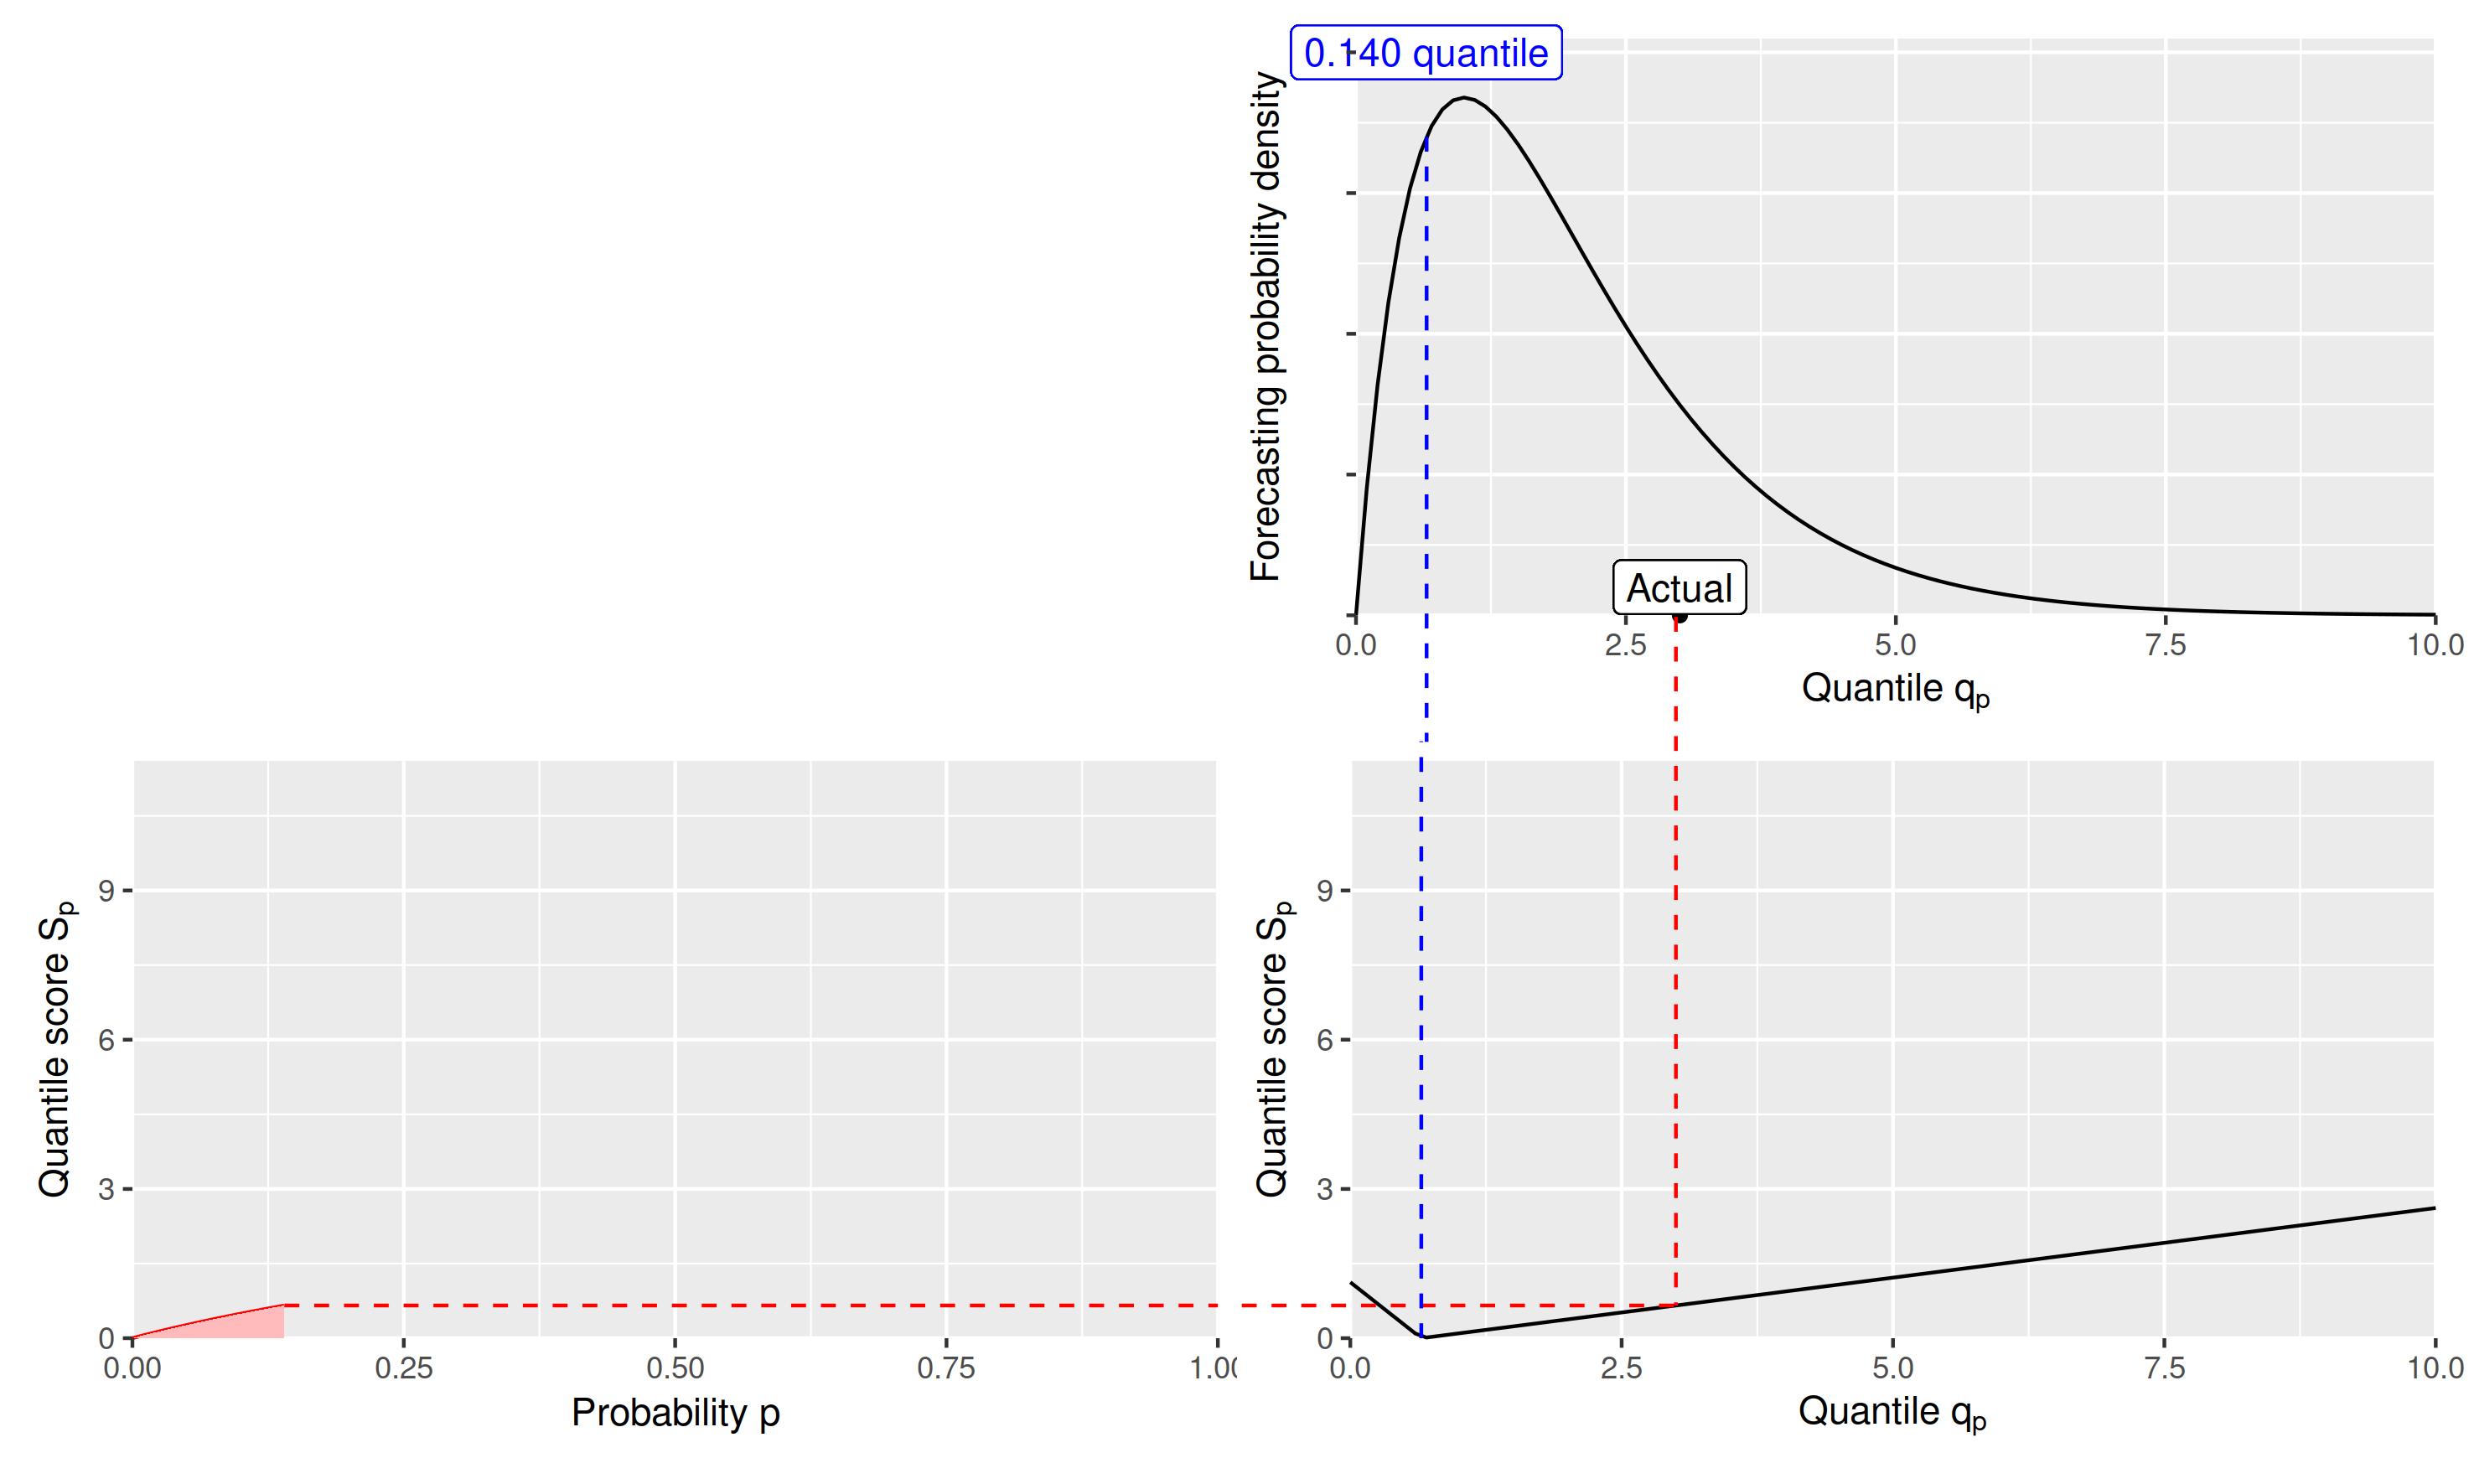 0.140 quantile
Forecasting probability density
Actual
0.0 2.5 5.0 7.5 10.0
Quantile qp
Quantile score Sp
9
6
3
0
0.00 0.25 0.50 0.75 1.0
Probability p
Quantile score Sp
9
6
3
0
0.0 2.5 5.0 7.5 10.0
Quantile qp